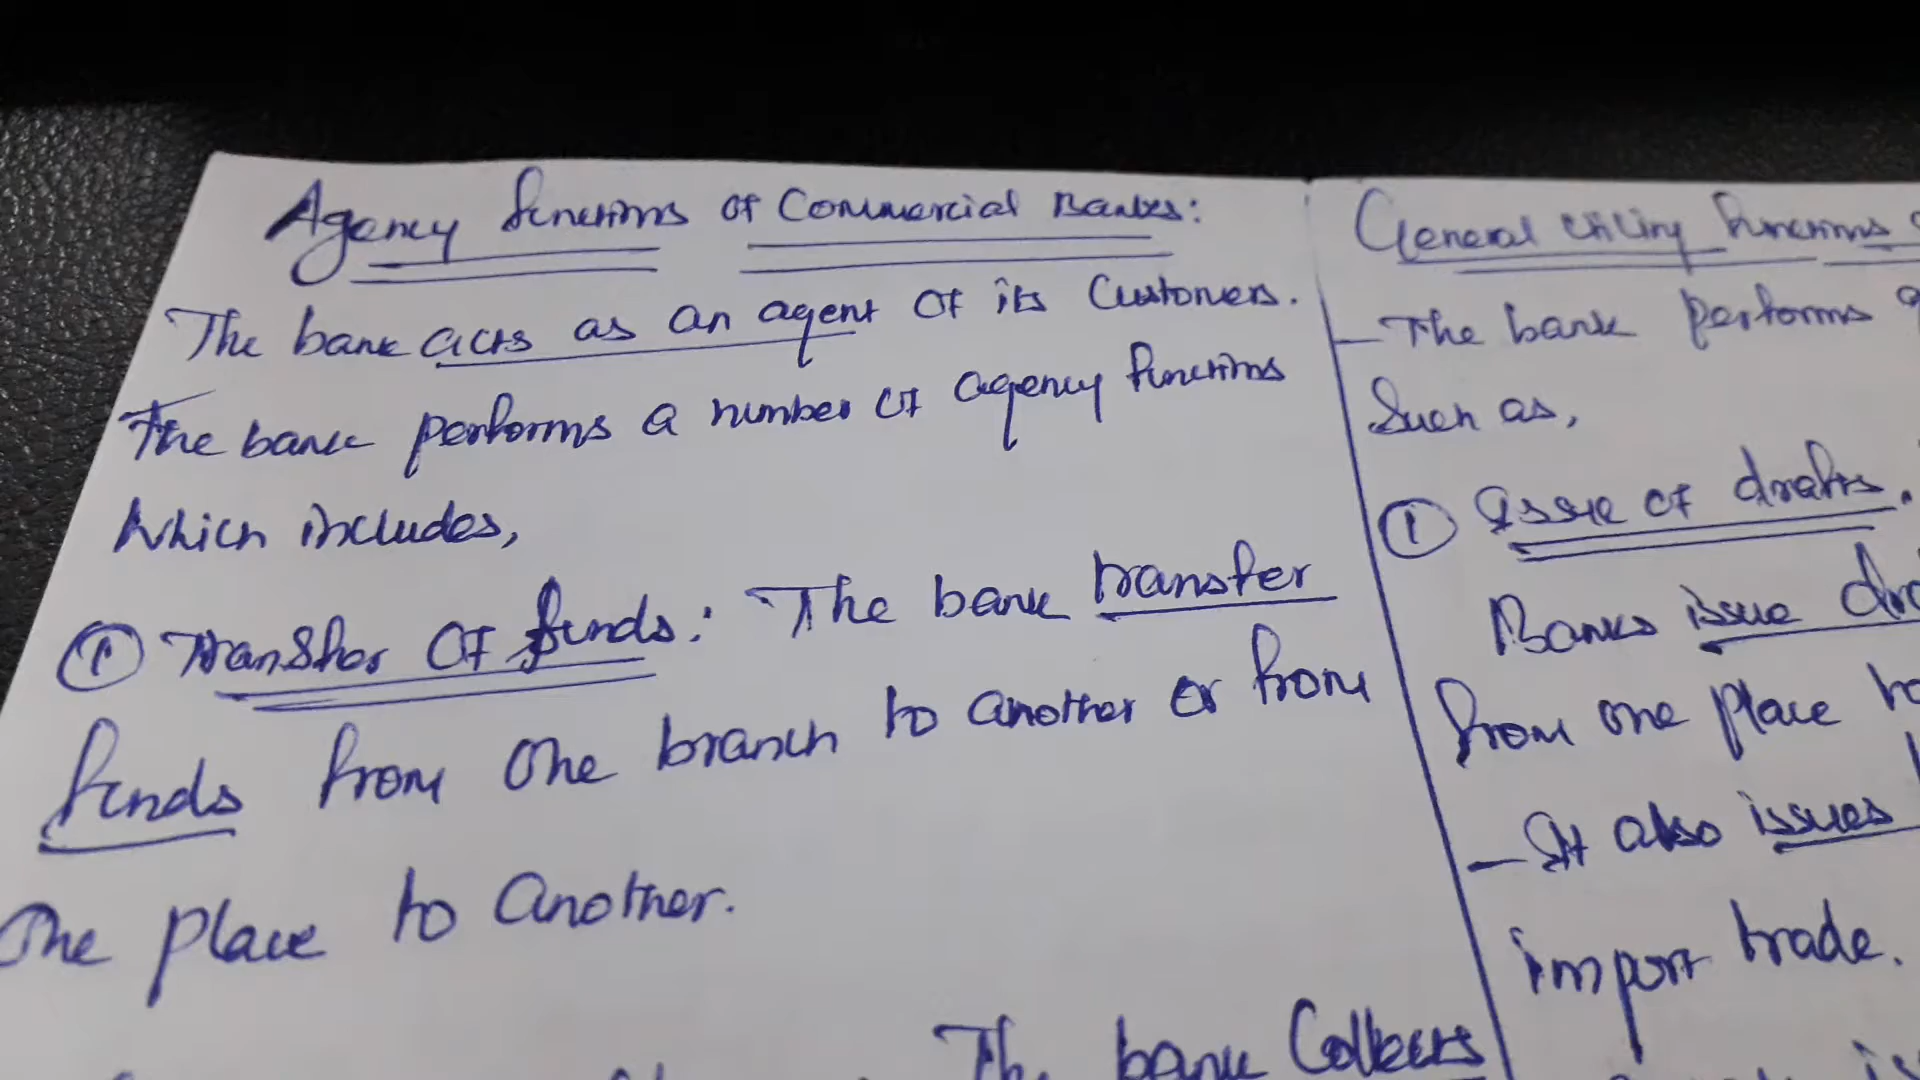 Agency functions of Commercial Banks:
The bank acts as an agent of its Customers.
The bank performs a number of agency functions
Which includes,
① Transfer of funds: The bank transfer
funds from one branch to another or from
one place to another.
The bank Collects
General utility functions
- The bank performs
Such as,
① Issue of drafts.
Banks issue
from one place to
- It also issues
import trade.